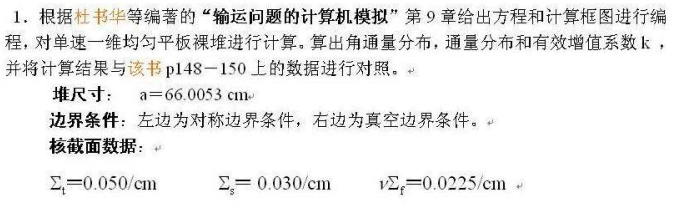 1. 根据杜书华等编著的“输运问题的计算机模拟”第 9 章给出方程和计算框图进行编
程，对单速一维均匀平板裸堆进行计算。算出角通量分布，通量分布和有效增值系数 k ，
并将计算结果与该书 p148－150 上的数据进行对照。
堆尺寸： a＝66.0053 cm
边界条件：左边为对称边界条件，右边为真空边界条件。
核截面数据：
Σt＝0.050/cm Σs＝ 0.030/cm νΣf＝0.0225/cm